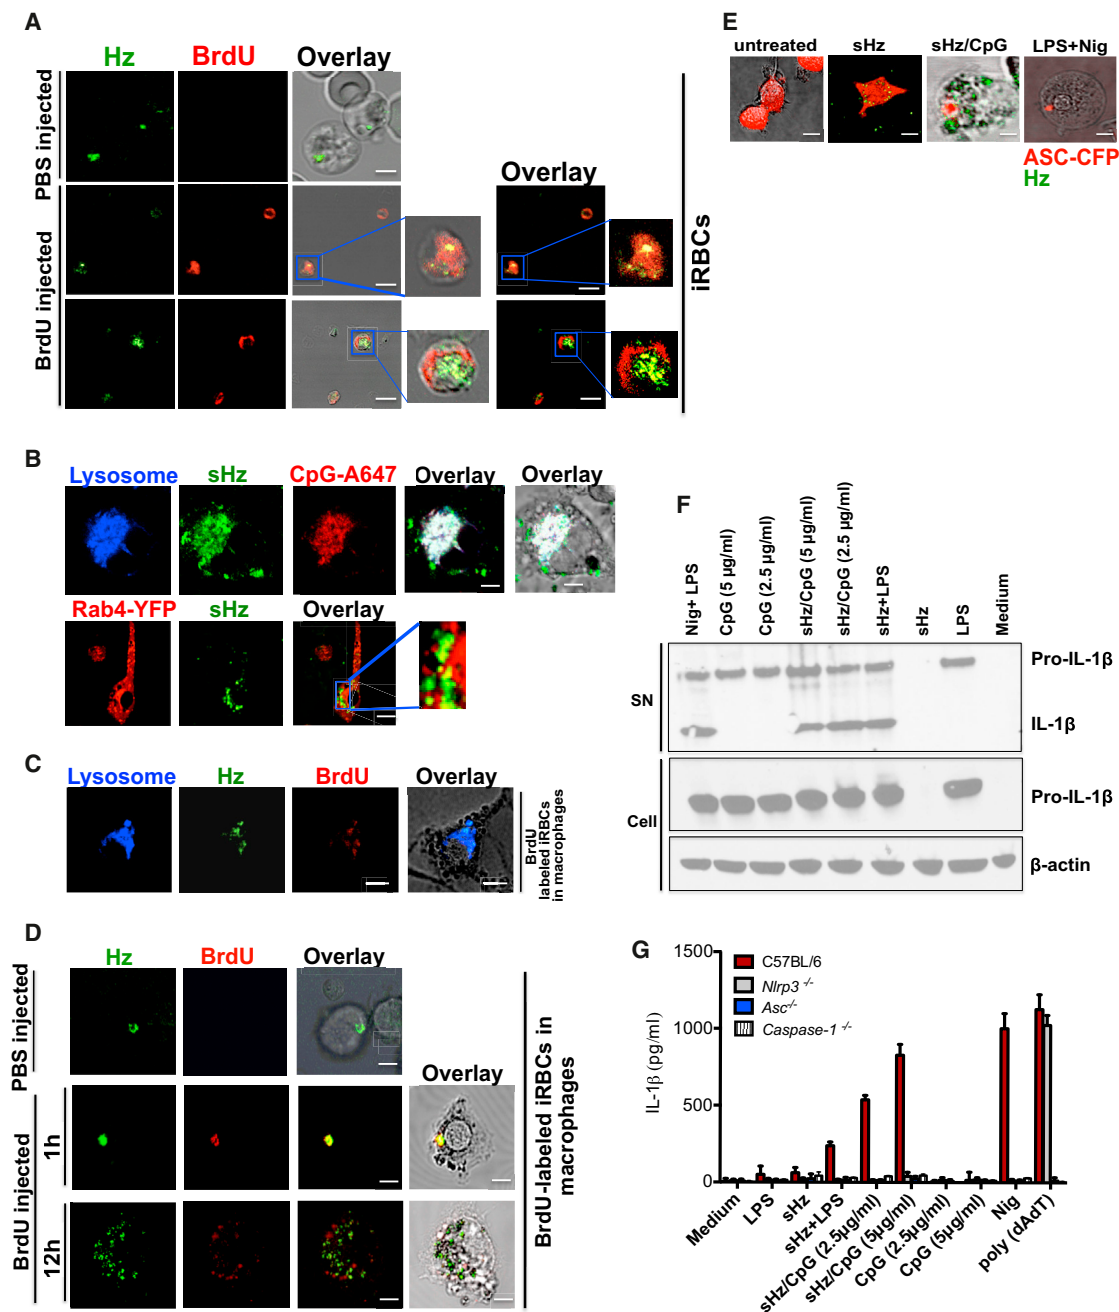 A
Hz BrdU Overlay
PBS injected
Overlay
BrdU injected
iRBCs
B
Lysosome sHz CpG-A647 Overlay Overlay
Rab4-YFP sHz Overlay
C
Lysosome Hz BrdU Overlay
BrdU
labeled iRBCs
in macrophages
D
Hz BrdU Overlay
PBS injected
Overlay
BrdU injected
1h
12h
BrdU-labeled iRBCs in
macrophages
E
untreated sHz sHz/CpG LPS+Nig
ASC-CFP
Hz
F
Nig+ LPS
CpG (5 µg/ml)
CpG (2.5 µg/ml)
sHz/CpG (5 µg/ml)
sHz/CpG (2.5 µg/ml)
sHz+LPS
sHz
LPS
Medium
SN
Pro-IL-1β
IL-1β
Cell
Pro-IL-1β
β-actin
G
1500
1000
500
0
IL-1β (pg/ml)
C57BL/6
Nlrp3 -/-
Asc-/-
Caspase-1 -/-
Medium
LPS
sHz
sHz+LPS
sHz/CpG (2.5µg/ml)
sHz/CpG (5µg/ml)
CpG (2.5µg/ml)
CpG (5µg/ml)
Nig
poly (dAdT)